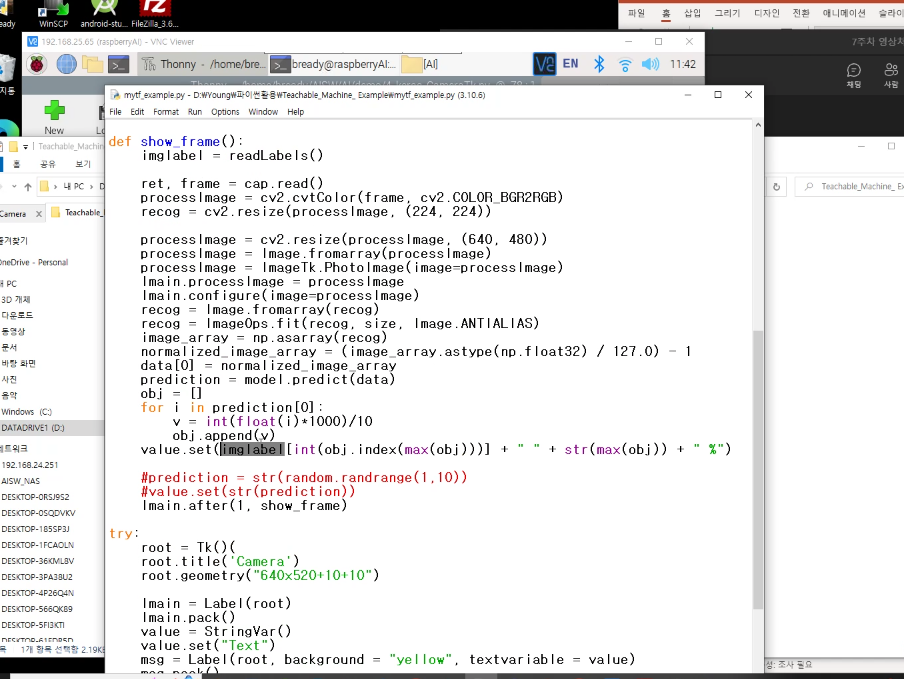 WinSCP android-stu... FileZilla_3.6...
파일 홈 삽입 그리기 디자인 전환 애니메이션
192.168.25.65 (raspberryAI) - VNC Viewer
7주차 영상처
Thonny - /home/bre... bready@raspberryAI:... [AI] EN 11:42
채팅 사람
New
mytf_example.py - D:₩Young₩파이썬활용₩Teachable_Machine_ Example₩mytf_example.py (3.10.6)
File Edit Format Run Options Window Help
def show_frame():
imglabel = readLabels()
ret, frame = cap.read()
processImage = cv2.cvtColor(frame, cv2.COLOR_BGR2RGB)
recog = cv2.resize(processImage, (224, 224))
processImage = cv2.resize(processImage, (640, 480))
processImage = Image.fromarray(processImage)
processImage = ImageTk.PhotoImage(image=processImage)
lmain.processImage = processImage
lmain.configure(image=processImage)
recog = Image.fromarray(recog)
recog = ImageOps.fit(recog, size, Image.ANTIALIAS)
image_array = np.asarray(recog)
normalized_image_array = (image_array.astype(np.float32) / 127.0) - 1
data[0] = normalized_image_array
prediction = model.predict(data)
obj = []
for i in prediction[0]:
v = int(float(i)*1000)/10
obj.append(v)
value.set(imglabel[int(obj.index(max(obj)))] + " " + str(max(obj)) + " %")
#prediction = str(random.randrange(1,10))
#value.set(str(prediction))
lmain.after(1, show_frame)
try:
root = Tk()(
root.title('Camera')
root.geometry("640x520+10+10")
lmain = Label(root)
lmain.pack()
value = StringVar()
value.set("Text")
msg = Label(root, background = "yellow", textvariable = value)
msg.pack()
Teachable_Machin
홈 공유 보기
내 PC
Camera Teachable_
Teachable_Machine_ Ex
즐겨찾기
OneDrive - Personal
내 PC
3D 개체
다운로드
동영상
문서
바탕 화면
사진
음악
Windows (C:)
DATADRIVE1 (D:)
네트워크
192.168.24.251
AISW_NAS
DESKTOP-0RSJ9S2
DESKTOP-0SQDVKV
DESKTOP-185SP3J
DESKTOP-1FCAOLN
DESKTOP-36KML8V
DESKTOP-3PA38U2
DESKTOP-4P26Q4N
DESKTOP-566QK89
DESKTOP-5FI3KTI
DESKTOP-61EDR5D
1개 항목 선택함 2.19KB
성: 조사 필요